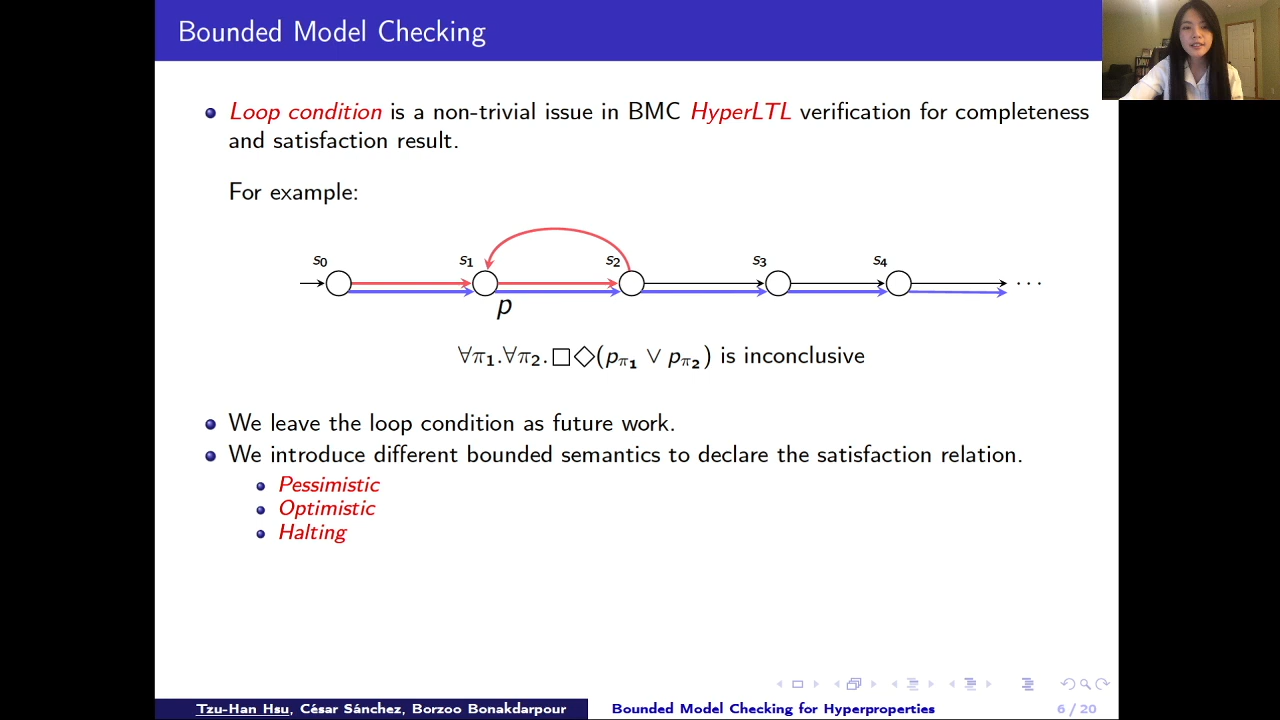 Bounded Model Checking
Loop condition is a non-trivial issue in BMC HyperLTL verification for completeness
and satisfaction result.
For example:
s0 s1 s2 s3 s4
...
p
∀π1.∀π2.□◇(pπ1 ∨ pπ2) is inconclusive
We leave the loop condition as future work.
We introduce different bounded semantics to declare the satisfaction relation.
Pessimistic
Optimistic
Halting
Tzu-Han Hsu, César Sánchez, Borzoo Bonakdarpour Bounded Model Checking for Hyperproperties 6 / 20